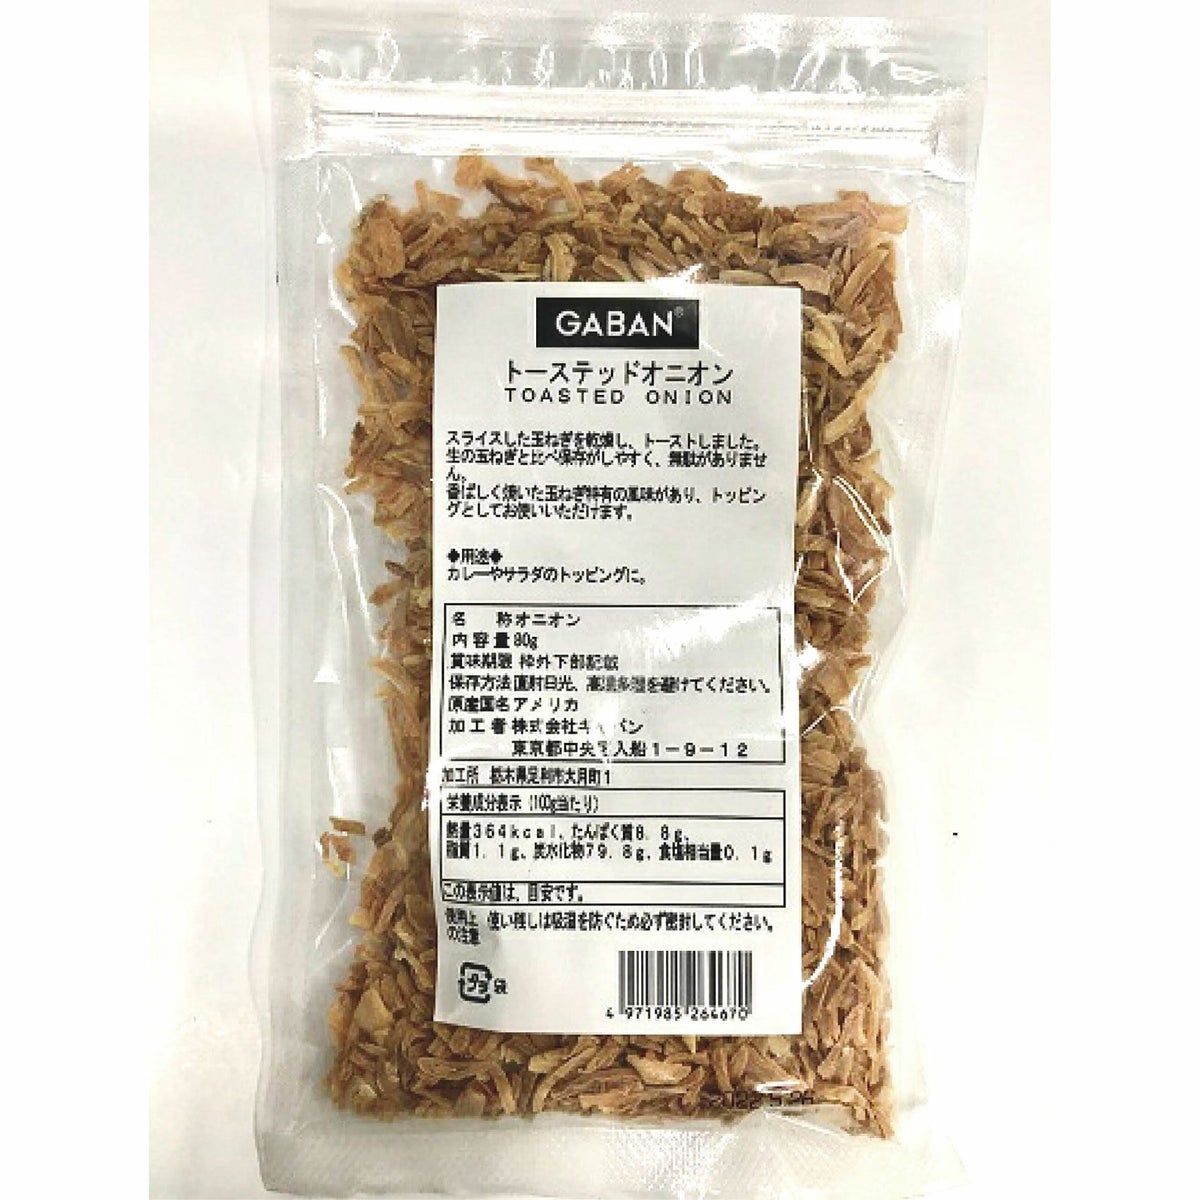 GABAN®
トーステッドオニオン
TOASTED ONION
スライスした玉ねぎを乾燥し、トーストしました。
生の玉ねぎと比べ保存がしやすく、無駄がありませ
ん。
香ばしく焼いた玉ねぎ特有の風味があり、トッピン
グとしてお使いいただけます。
◆用途◆
カレーやサラダのトッピングに。
名 称 オニオン
内容量 80g
賞味期限 枠外下部記載
保存方法 直射日光、高温多湿を避けてください。
原産国名 アメリカ
加工者 株式会社ギャバン
東京都中央区入船1-9-12
加工所 栃木県足利市大月町1
栄養成分表示(100g当たり)
熱量364kcal、たんぱく質8.8g、
脂質1.1g、炭水化物79.8g、食塩相当量0.1g
この表示値は、目安です。
使用上 使い残しは吸湿を防ぐため必ず密封してください。
の注意
プラ 袋
4 971985 264670
2022.5.26